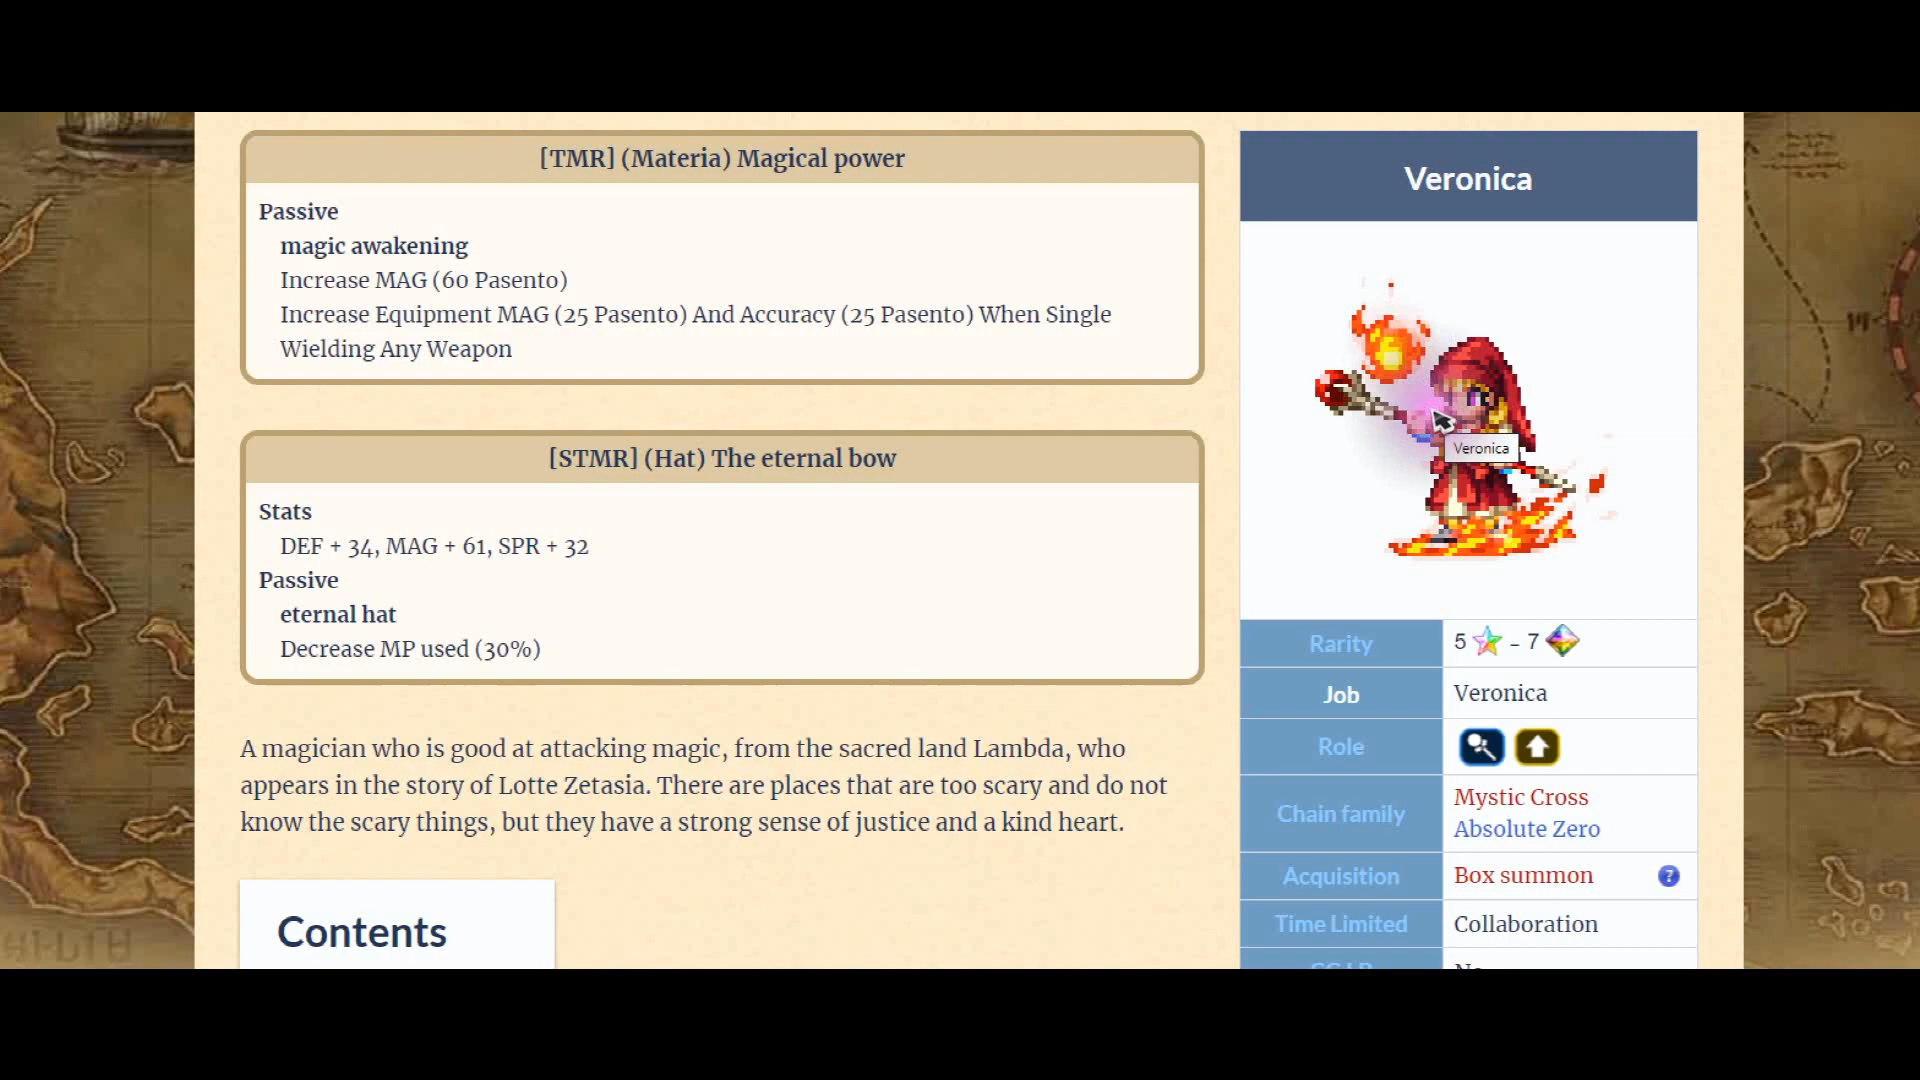 [TMR] (Materia) Magical power
Passive
magic awakening
Increase MAG (60 Pasento)
Increase Equipment MAG (25 Pasento) And Accuracy (25 Pasento) When Single
Wielding Any Weapon
[STMR] (Hat) The eternal bow
Stats
DEF + 34, MAG + 61, SPR + 32
Passive
eternal hat
Decrease MP used (30%)
A magician who is good at attacking magic, from the sacred land Lambda, who
appears in the story of Lotte Zetasia. There are places that are too scary and do not
know the scary things, but they have a strong sense of justice and a kind heart.
Contents
Veronica
Veronica
Rarity 5 - 7
Job Veronica
Role
Chain family Mystic Cross
Absolute Zero
Acquisition Box summon ?
Time Limited Collaboration